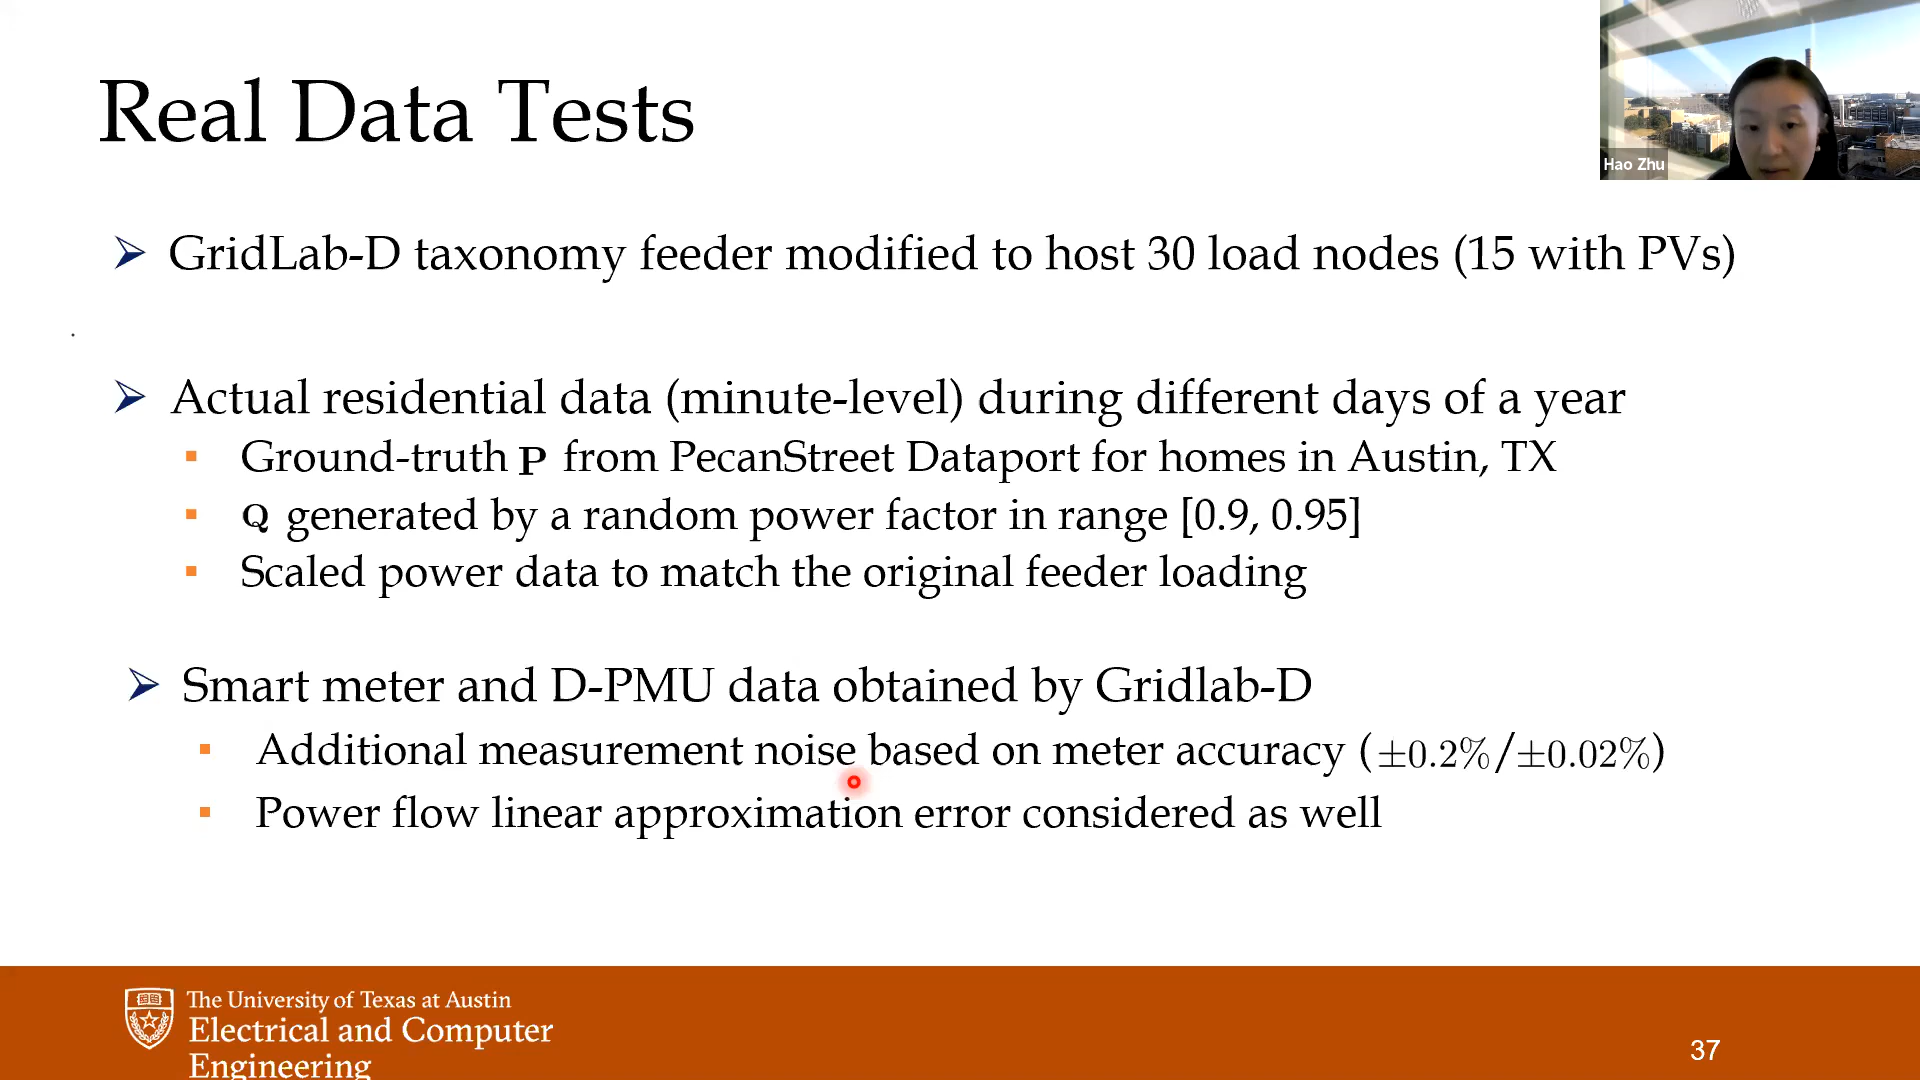 Real Data Tests
Hao Zhu
➢ GridLab-D taxonomy feeder modified to host 30 load nodes (15 with PVs)
➢ Actual residential data (minute-level) during different days of a year
▪ Ground-truth P from PecanStreet Dataport for homes in Austin, TX
▪ Q generated by a random power factor in range [0.9, 0.95]
▪ Scaled power data to match the original feeder loading
➢ Smart meter and D-PMU data obtained by Gridlab-D
▪ Additional measurement noise based on meter accuracy (±0.2%/±0.02%)
▪ Power flow linear approximation error considered as well
The University of Texas at Austin
Electrical and Computer
Engineering
37